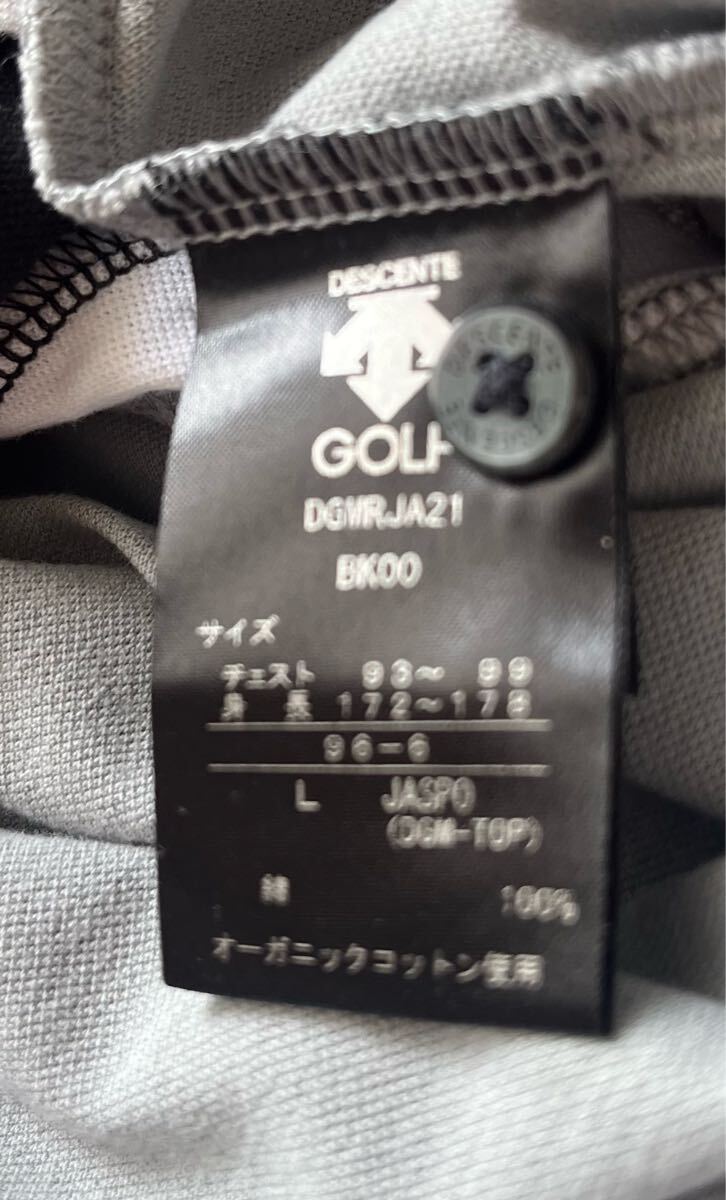 DESCENTE
GOLF
DGMRJA21
BK00
サイズ
チェスト 93～ 99
身 長 172～178
96-6
L JASPO
(DGM-TOP)
綿 100%
オーガニックコットン使用